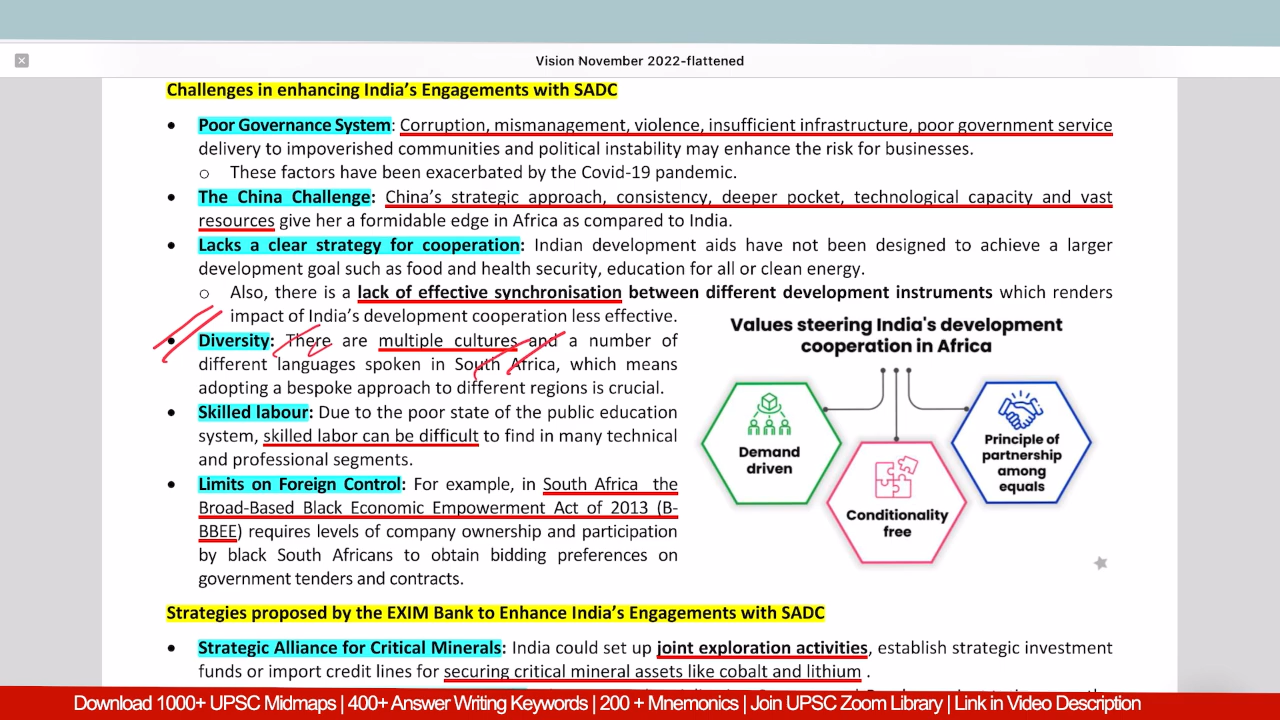 Vision November 2022-flattened
Challenges in enhancing India's Engagements with SADC
• Poor Governance System: Corruption, mismanagement, violence, insufficient infrastructure, poor government service
delivery to impoverished communities and political instability may enhance the risk for businesses.
o These factors have been exacerbated by the Covid-19 pandemic.
• The China Challenge: China's strategic approach, consistency, deeper pocket, technological capacity and vast
resources give her a formidable edge in Africa as compared to India.
• Lacks a clear strategy for cooperation: Indian development aids have not been designed to achieve a larger
development goal such as food and health security, education for all or clean energy.
o Also, there is a lack of effective synchronisation between different development instruments which renders
impact of India's development cooperation less effective.
• Diversity: There are multiple cultures and a number of
different languages spoken in South Africa, which means
adopting a bespoke approach to different regions is crucial.
• Skilled labour: Due to the poor state of the public education
system, skilled labor can be difficult to find in many technical
and professional segments.
• Limits on Foreign Control: For example, in South Africa the
Broad-Based Black Economic Empowerment Act of 2013 (B-
BBEE) requires levels of company ownership and participation
by black South Africans to obtain bidding preferences on
government tenders and contracts.
Values steering India's development
cooperation in Africa
Demand
driven
Conditionality
free
Principle of
partnership
among
equals
Strategies proposed by the EXIM Bank to Enhance India's Engagements with SADC
• Strategic Alliance for Critical Minerals: India could set up joint exploration activities, establish strategic investment
funds or import credit lines for securing critical mineral assets like cobalt and lithium .
Download 1000+ UPSC Midmaps | 400+ Answer Writing Keywords | 200 + Mnemonics | Join UPSC Zoom Library | Link in Video Description